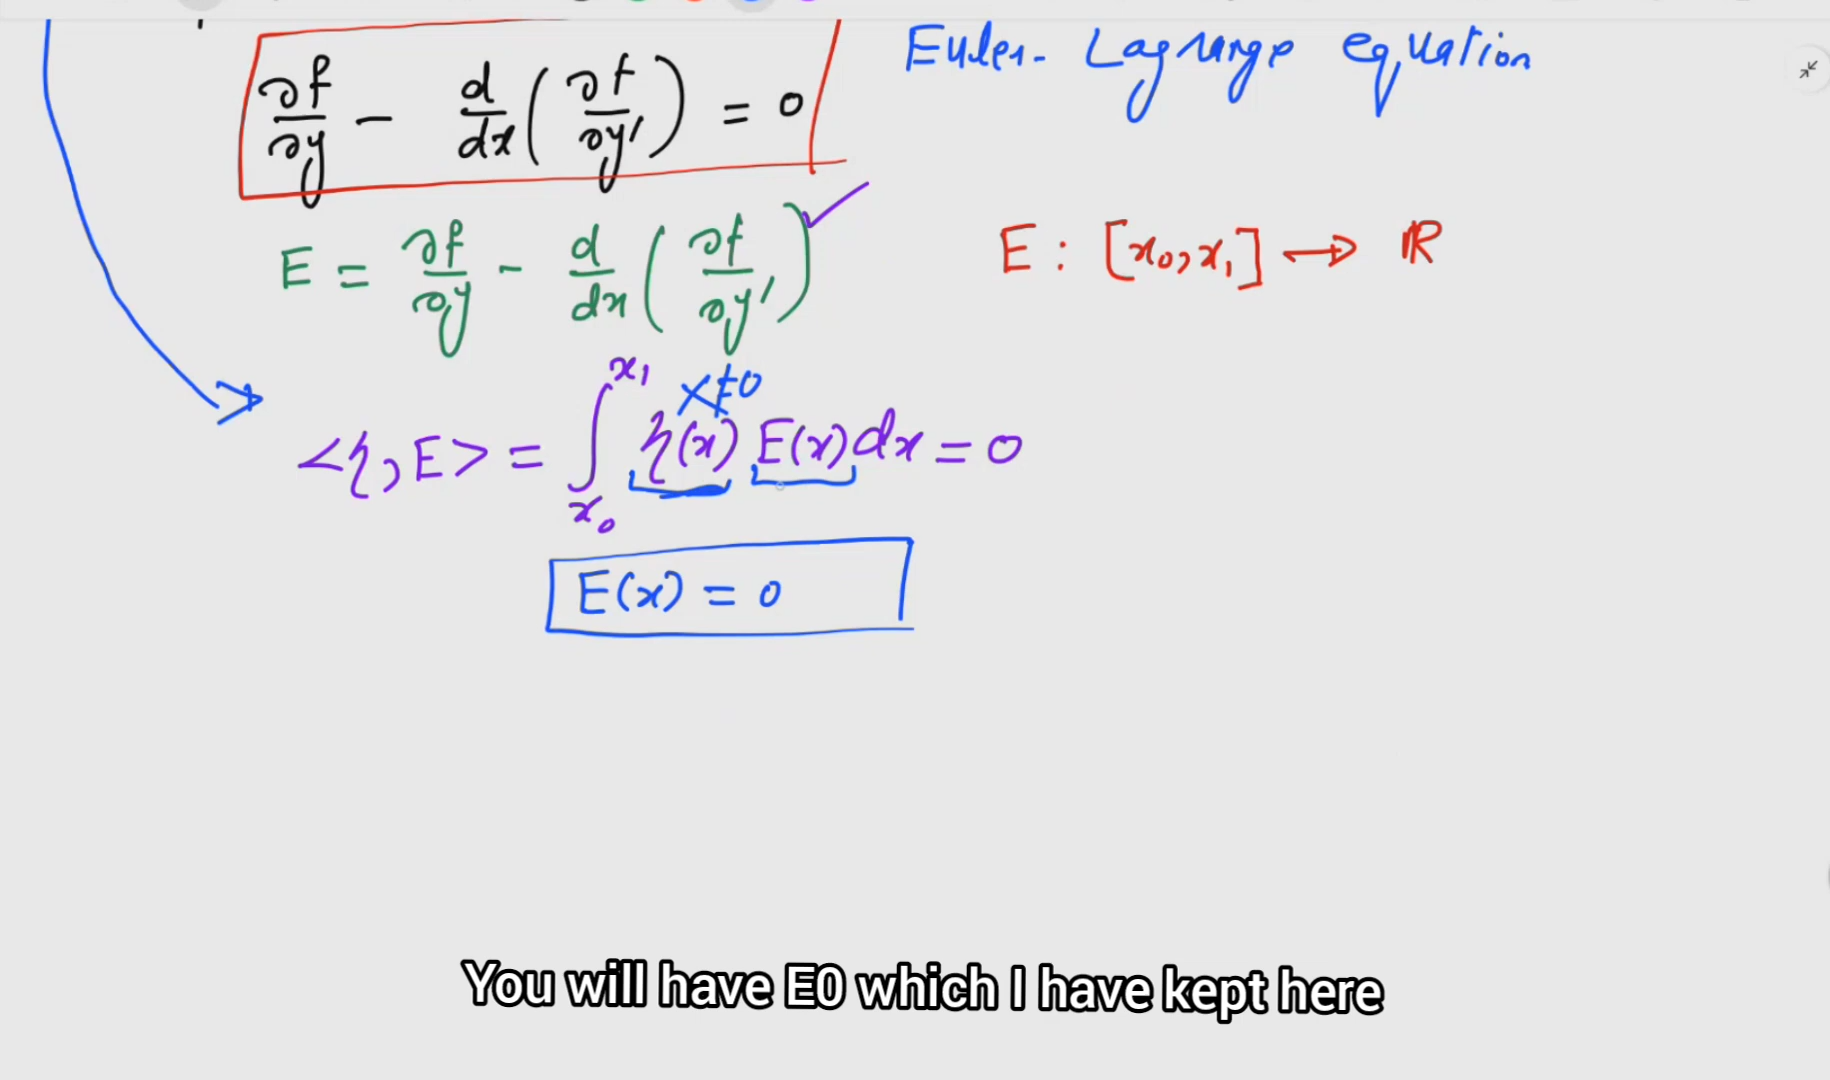 ∂f/∂y - d/dx(∂f/∂y') = 0
Euler-Lagrange equation
E = ∂f/∂y - d/dx(∂f/∂y') ✓
E : [x₀, x₁] → ℝ
<η, E> = ∫_{x₀}^{x₁} η(x) E(x) dx = 0
≠0
E(x) = 0
You will have E0 which I have kept here